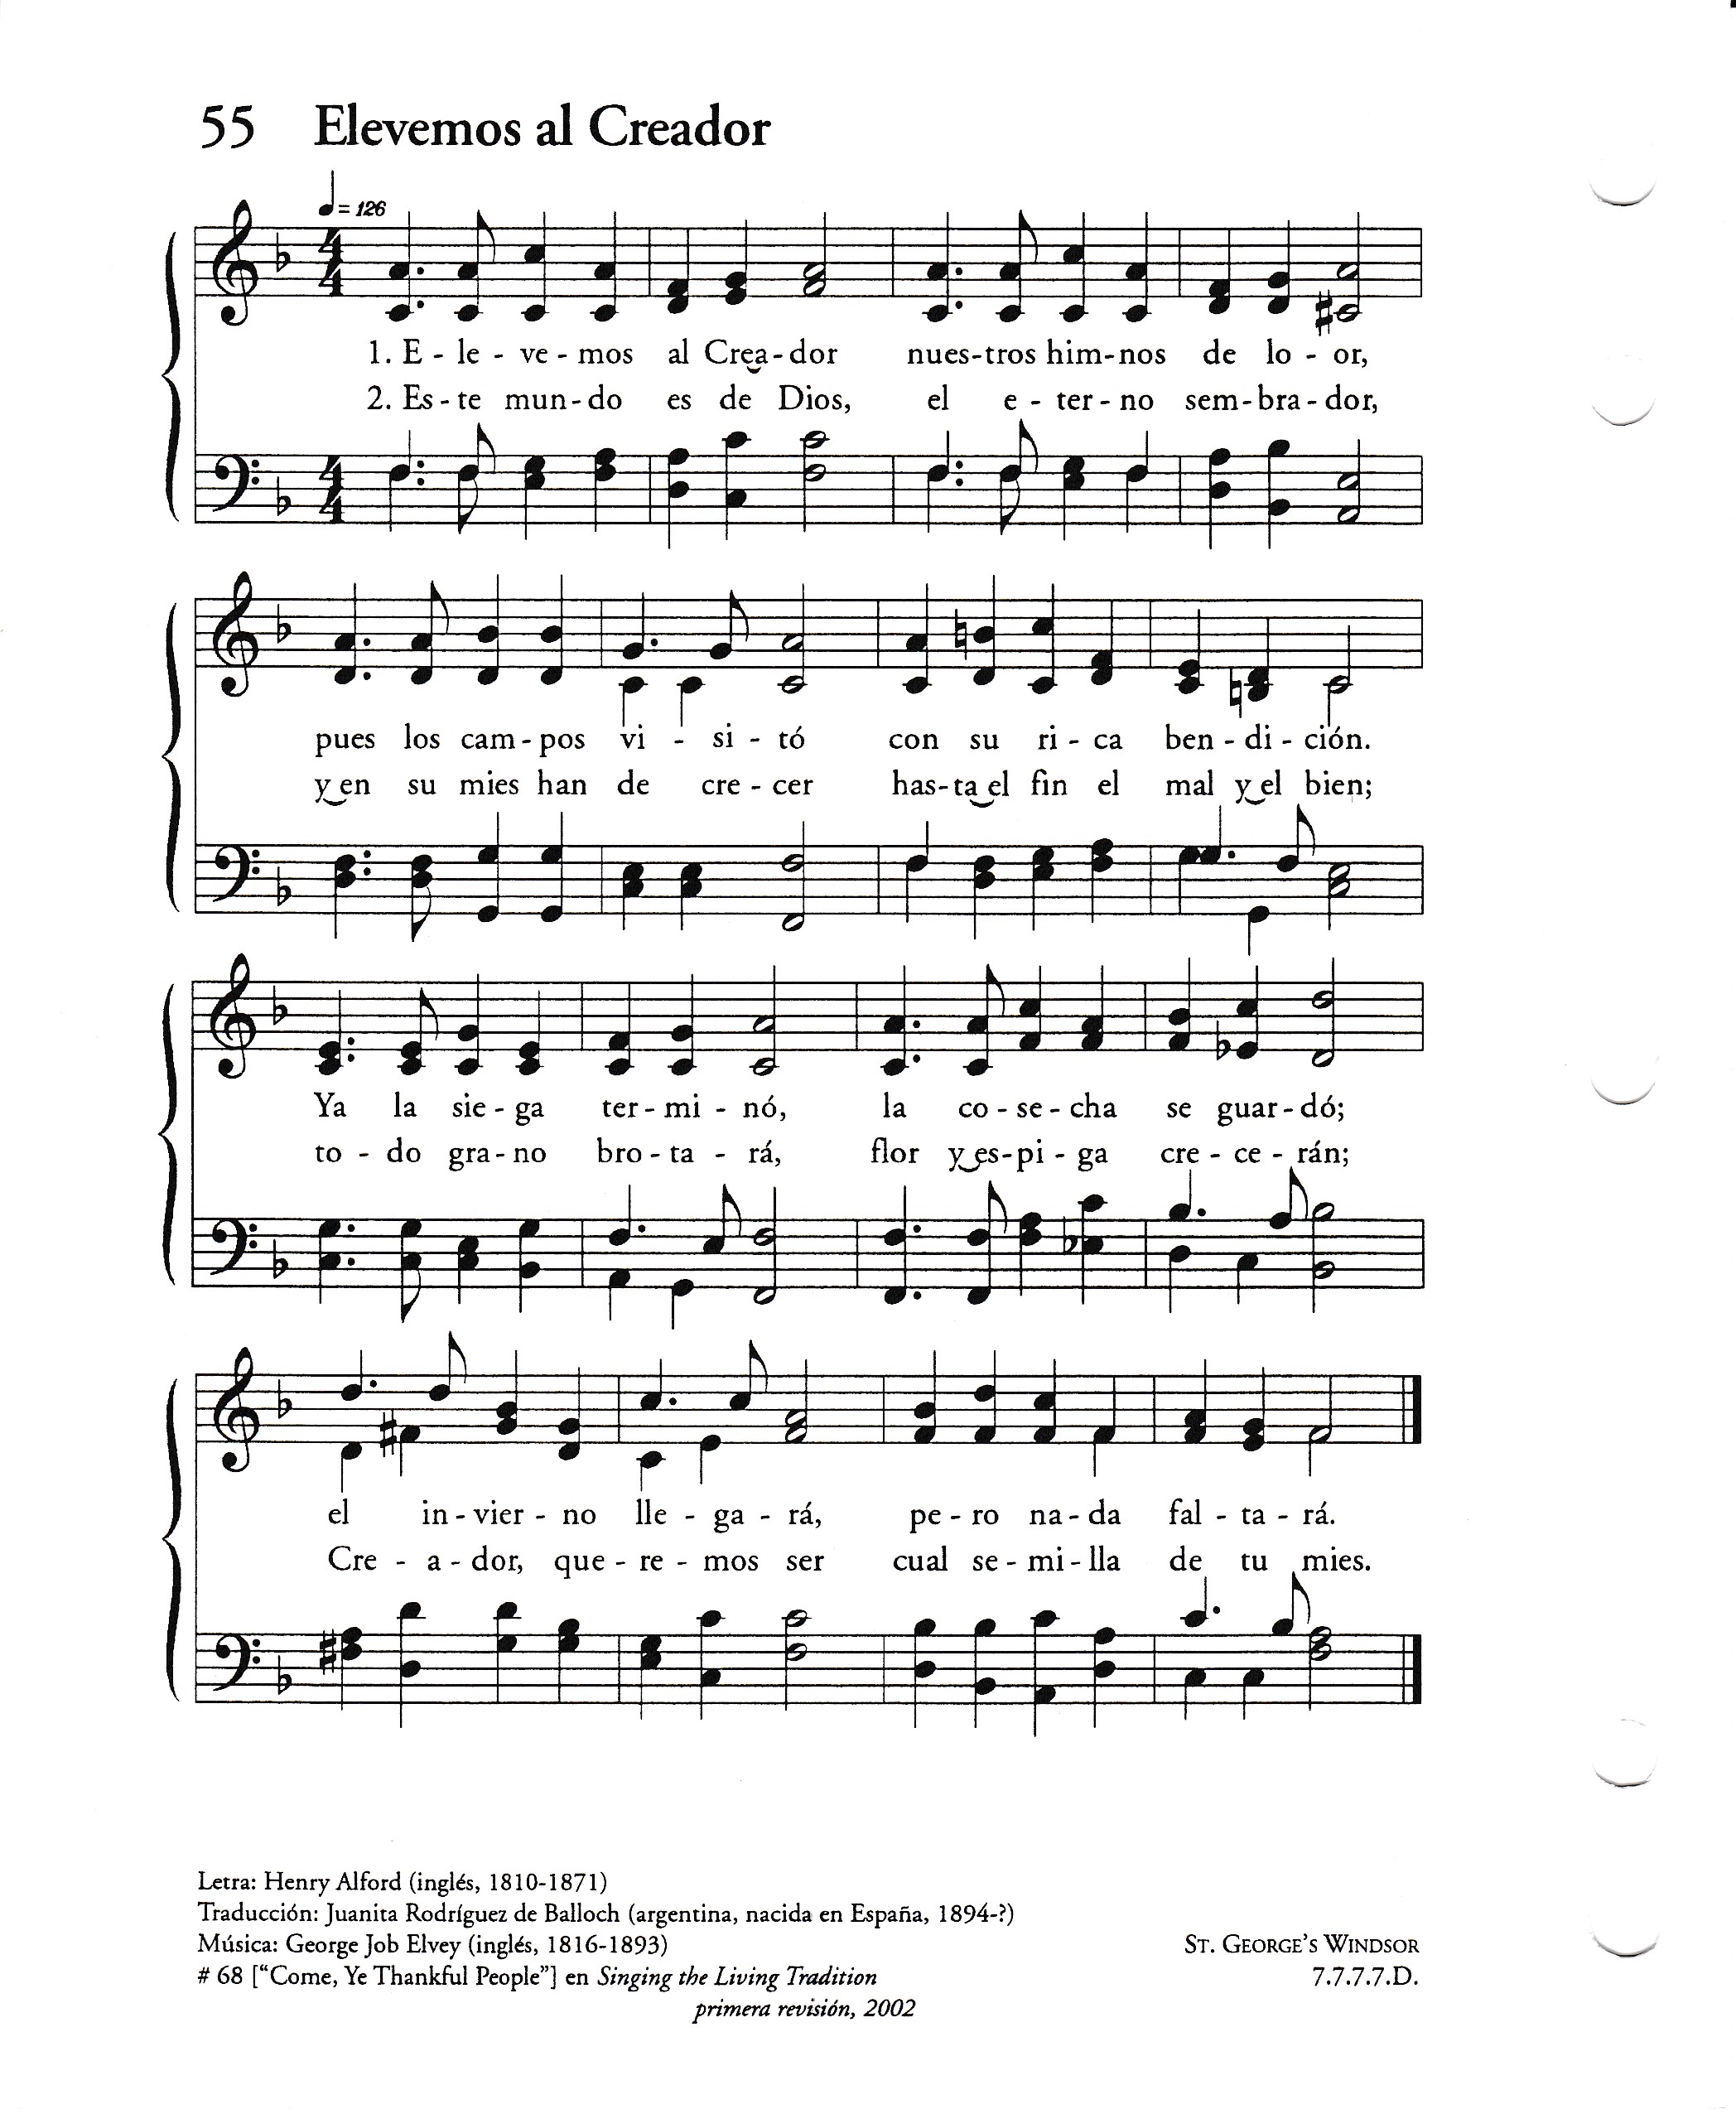 55 Elevemos al Creador
♩= 126
4 4
1. E - le - ve - mos al Crea - dor nues - tros him - nos de lo - or,
2. Es - te mun - do es de Dios, el e - ter - no sem - bra - dor,
4 4
pues los cam - pos vi - si - tó con su ri - ca ben - di - ción.
y en su mies han de cre - cer has - ta el fin el mal y el bien;
Ya la sie - ga ter - mi - nó, la co - se - cha se guar - dó;
to - do gra - no bro - ta - rá, flor y es - pi - ga cre - ce - rán;
el in - vier - no lle - ga - rá, pe - ro na - da fal - ta - rá.
Cre - a - dor, que - re - mos ser cual se - mi - lla de tu mies.
Letra: Henry Alford (inglés, 1810-1871)
Traducción: Juanita Rodríguez de Balloch (argentina, nacida en España, 1894-?)
Música: George Job Elvey (inglés, 1816-1893) ST. GEORGE'S WINDSOR
# 68 [“Come, Ye Thankful People”] en Singing the Living Tradition 7.7.7.7.D.
primera revisión, 2002